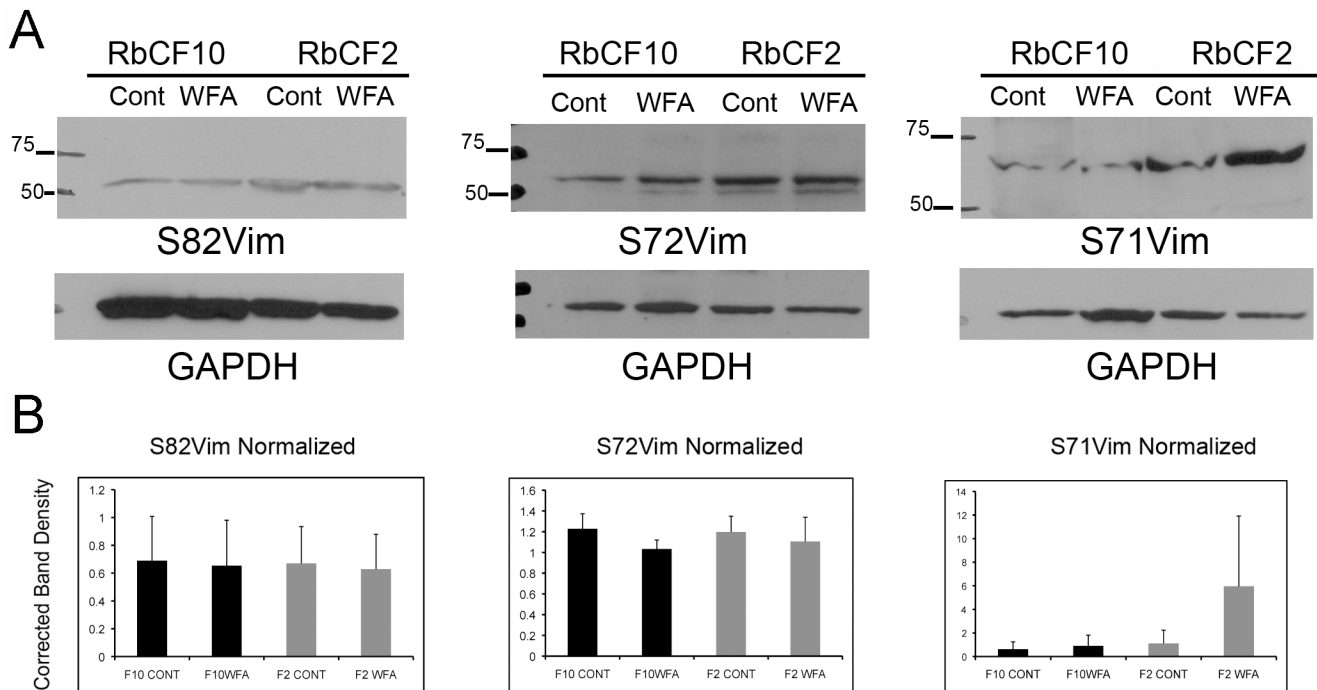 A
RbCF10 RbCF2
Cont WFA Cont WFA
75
50
S82Vim
GAPDH
RbCF10 RbCF2
Cont WFA Cont WFA
75
50
S72Vim
GAPDH
RbCF10 RbCF2
Cont WFA Cont WFA
75
50
S71Vim
GAPDH
B
Corrected Band Density
S82Vim Normalized
1.2
1
0.8
0.6
0.4
0.2
0
F10 CONT F10WFA F2 CONT F2 WFA
S72Vim Normalized
1.6
1.4
1.2
1
0.8
0.6
0.4
0.2
0
F10 CONT F10WFA F2 CONT F2 WFA
S71Vim Normalized
14
12
10
8
6
4
2
0
F10 CONT F10WFA F2 CONT F2 WFA